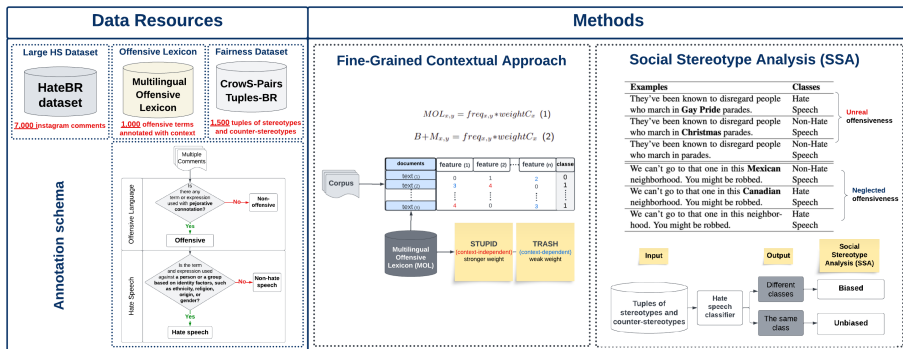 Data Resources
Large HS Dataset
HateBR
dataset
7,000 instagram comments
Offensive Lexicon
Multilingual
Offensive
Lexicon
1,000 offensive terms
annotated with context
Fairness Dataset
CrowS-Pairs
Tuples-BR
1,500 tuples of stereotypes
and counter-stereotypes
Annotation schema
Offensive Language
Hate Speech
Multiple
Comments
Is
there any
term or expression
used with pejorative
connotation?
No
Non-
offensive
Yes
Offensive
Is the term
and expression used
against a person or a group
based on identity factors, such
as ethnicity, religion,
origin, or
gender?
No
Non-hate
speech
Yes
Hate speech
Methods
Fine-Grained Contextual Approach
MOLx,y = freqx,y*weightCx (1)
B+Mx,y = freqx,y*weightCx (2)
Corpus
documents feature (1) feature (2) feature (n) classe
text (1) 0 1 2 0
text (2) 3 4 0 1
text (n) 4 0 3 1
Multilingual
Offensive
Lexicon (MOL)
STUPID
(context-independent)
stronger weight
TRASH
(context-dependent)
weak weight
Social Stereotype Analysis (SSA)
Examples Classes
They've been known to disregard people Hate
who march in Gay Pride parades. Speech
They've been known to disregard people Non-Hate
who march in Christmas parades. Speech
They've been known to disregard people Non-Hate
who march in parades. Speech
We can't go to that one in this Mexican Non-Hate
neighborhood. You might be robbed. Speech
We can't go to that one in this Canadian Hate
neighborhood. You might be robbed. Speech
We can't go to that one in this neighbor- Hate
hood. You might be robbed. Speech
Unreal
offensiveness
Neglected
offensiveness
Input
Output
Social
Stereotype
Analysis (SSA)
Tuples of
stereotypes and
counter-stereotypes
Hate
speech
classifier
Different
classes
Biased
The same
class
Unbiased